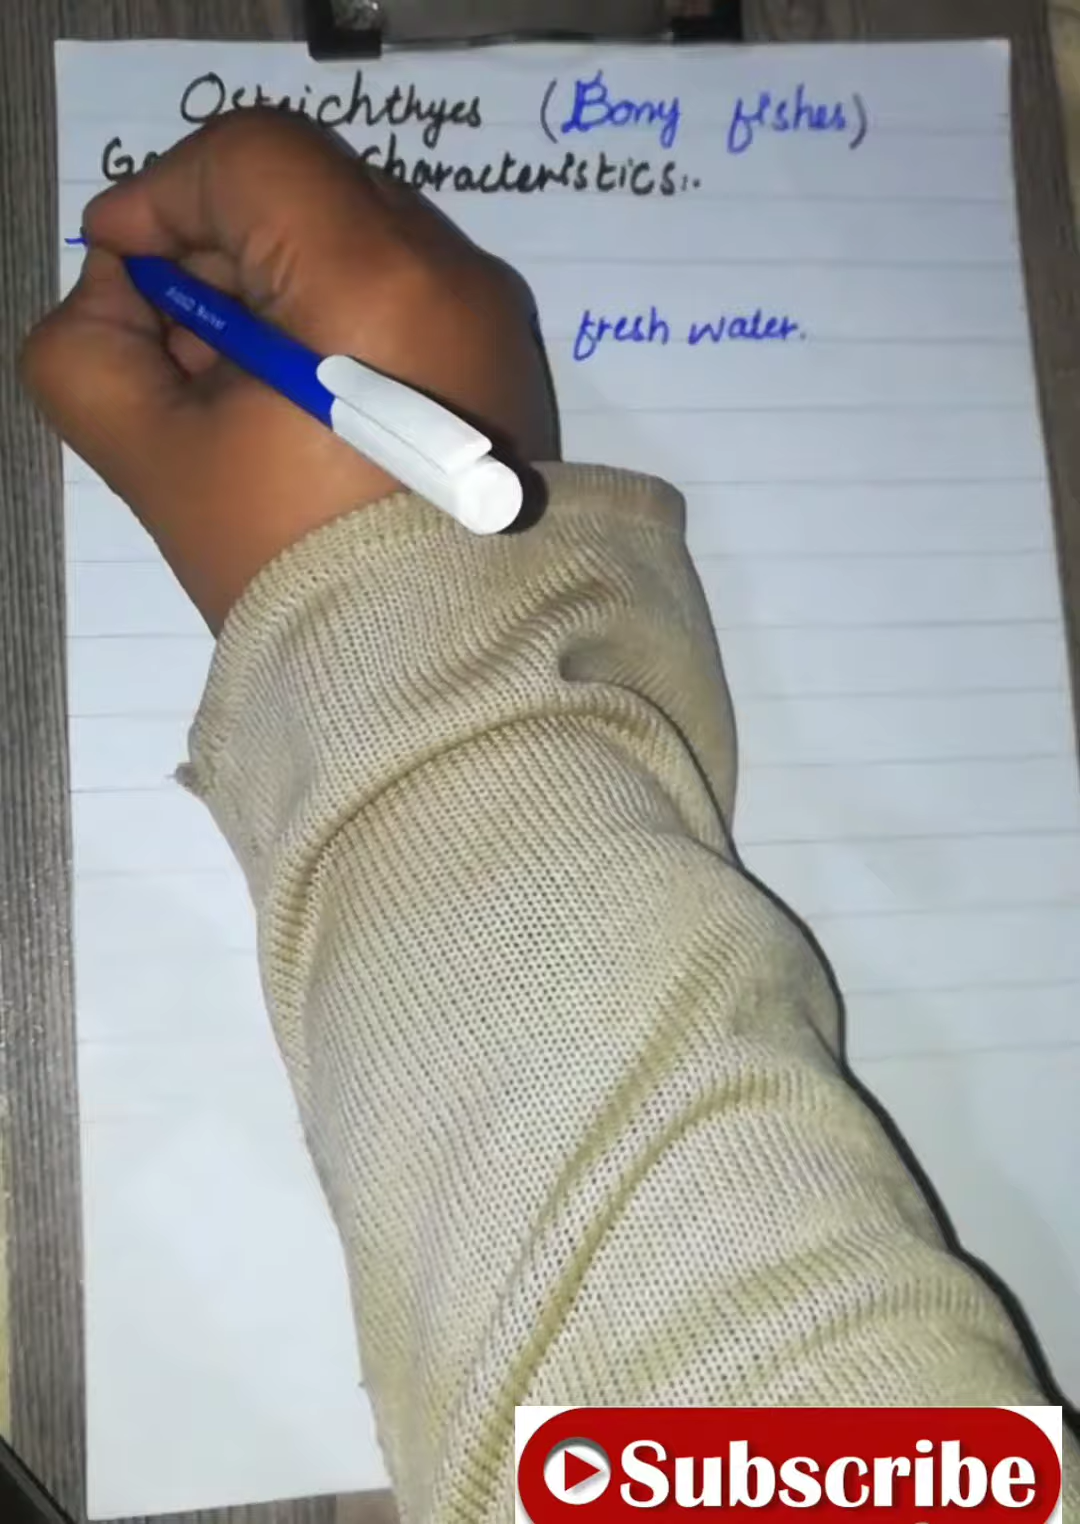 Osteichthyes (Bony fishes)
Characteristics:.
fresh water.
Subscribe